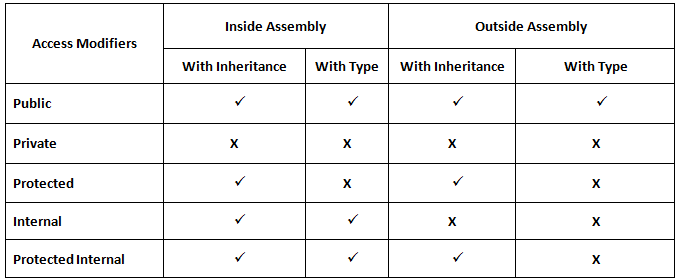 Access Modifiers Inside Assembly Outside Assembly
With Inheritance With Type With Inheritance With Type
Public ✓ ✓ ✓ ✓
Private X X X X
Protected ✓ X ✓ X
Internal ✓ ✓ X X
Protected Internal ✓ ✓ ✓ X